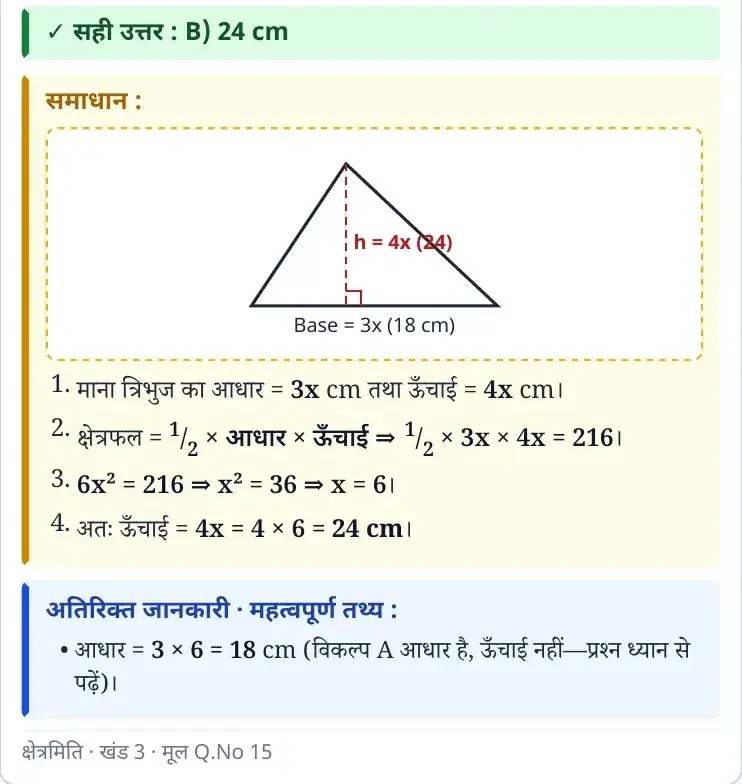 ✓ सही उत्तर : B) 24 cm
समाधान :
h = 4x (24)
Base = 3x (18 cm)
1. माना त्रिभुज का आधार = 3x cm तथा ऊँचाई = 4x cm।
2. क्षेत्रफल = 1/2 × आधार × ऊँचाई ⇒ 1/2 × 3x × 4x = 216।
3. 6x² = 216 ⇒ x² = 36 ⇒ x = 6।
4. अतः ऊँचाई = 4x = 4 × 6 = 24 cm।
अतिरिक्त जानकारी · महत्वपूर्ण तथ्य :
• आधार = 3 × 6 = 18 cm (विकल्प A आधार है, ऊँचाई नहीं—प्रश्न ध्यान से
पढ़ें)।
क्षेत्रमिति · खंड 3 · मूल Q.No 15